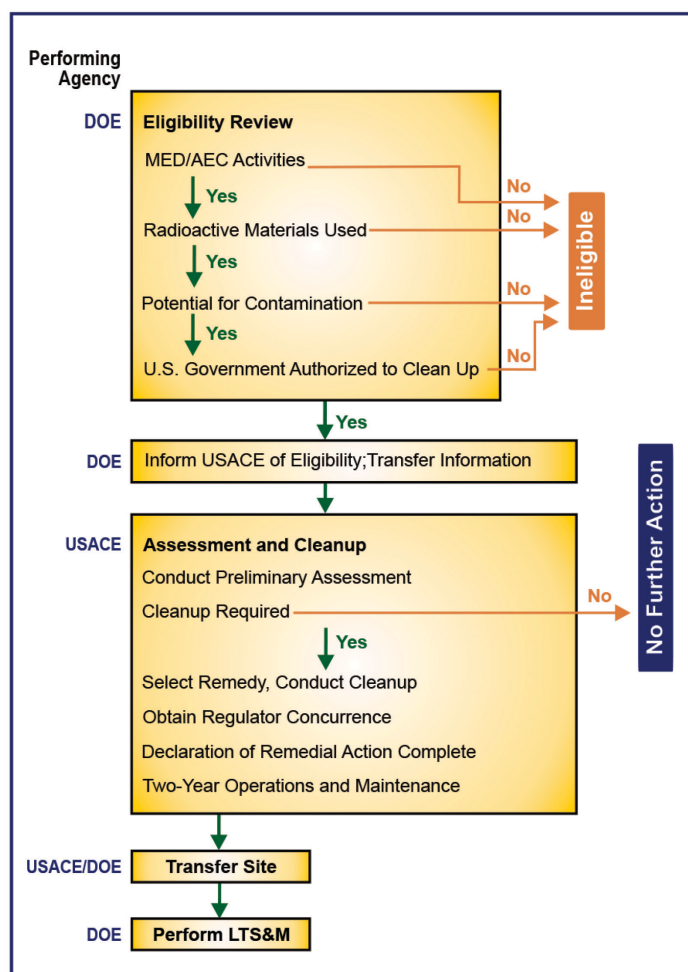 Performing
Agency
DOE
Eligibility Review
MED/AEC Activities
No
Yes
No
Radioactive Materials Used
Yes
No
Potential for Contamination
Yes
No
U.S. Government Authorized to Clean Up
Ineligible
Yes
DOE
Inform USACE of Eligibility;Transfer Information
USACE
Assessment and Cleanup
Conduct Preliminary Assessment
Cleanup Required
No
No Further Action
Yes
Select Remedy, Conduct Cleanup
Obtain Regulator Concurrence
Declaration of Remedial Action Complete
Two-Year Operations and Maintenance
USACE/DOE
Transfer Site
DOE
Perform LTS&M